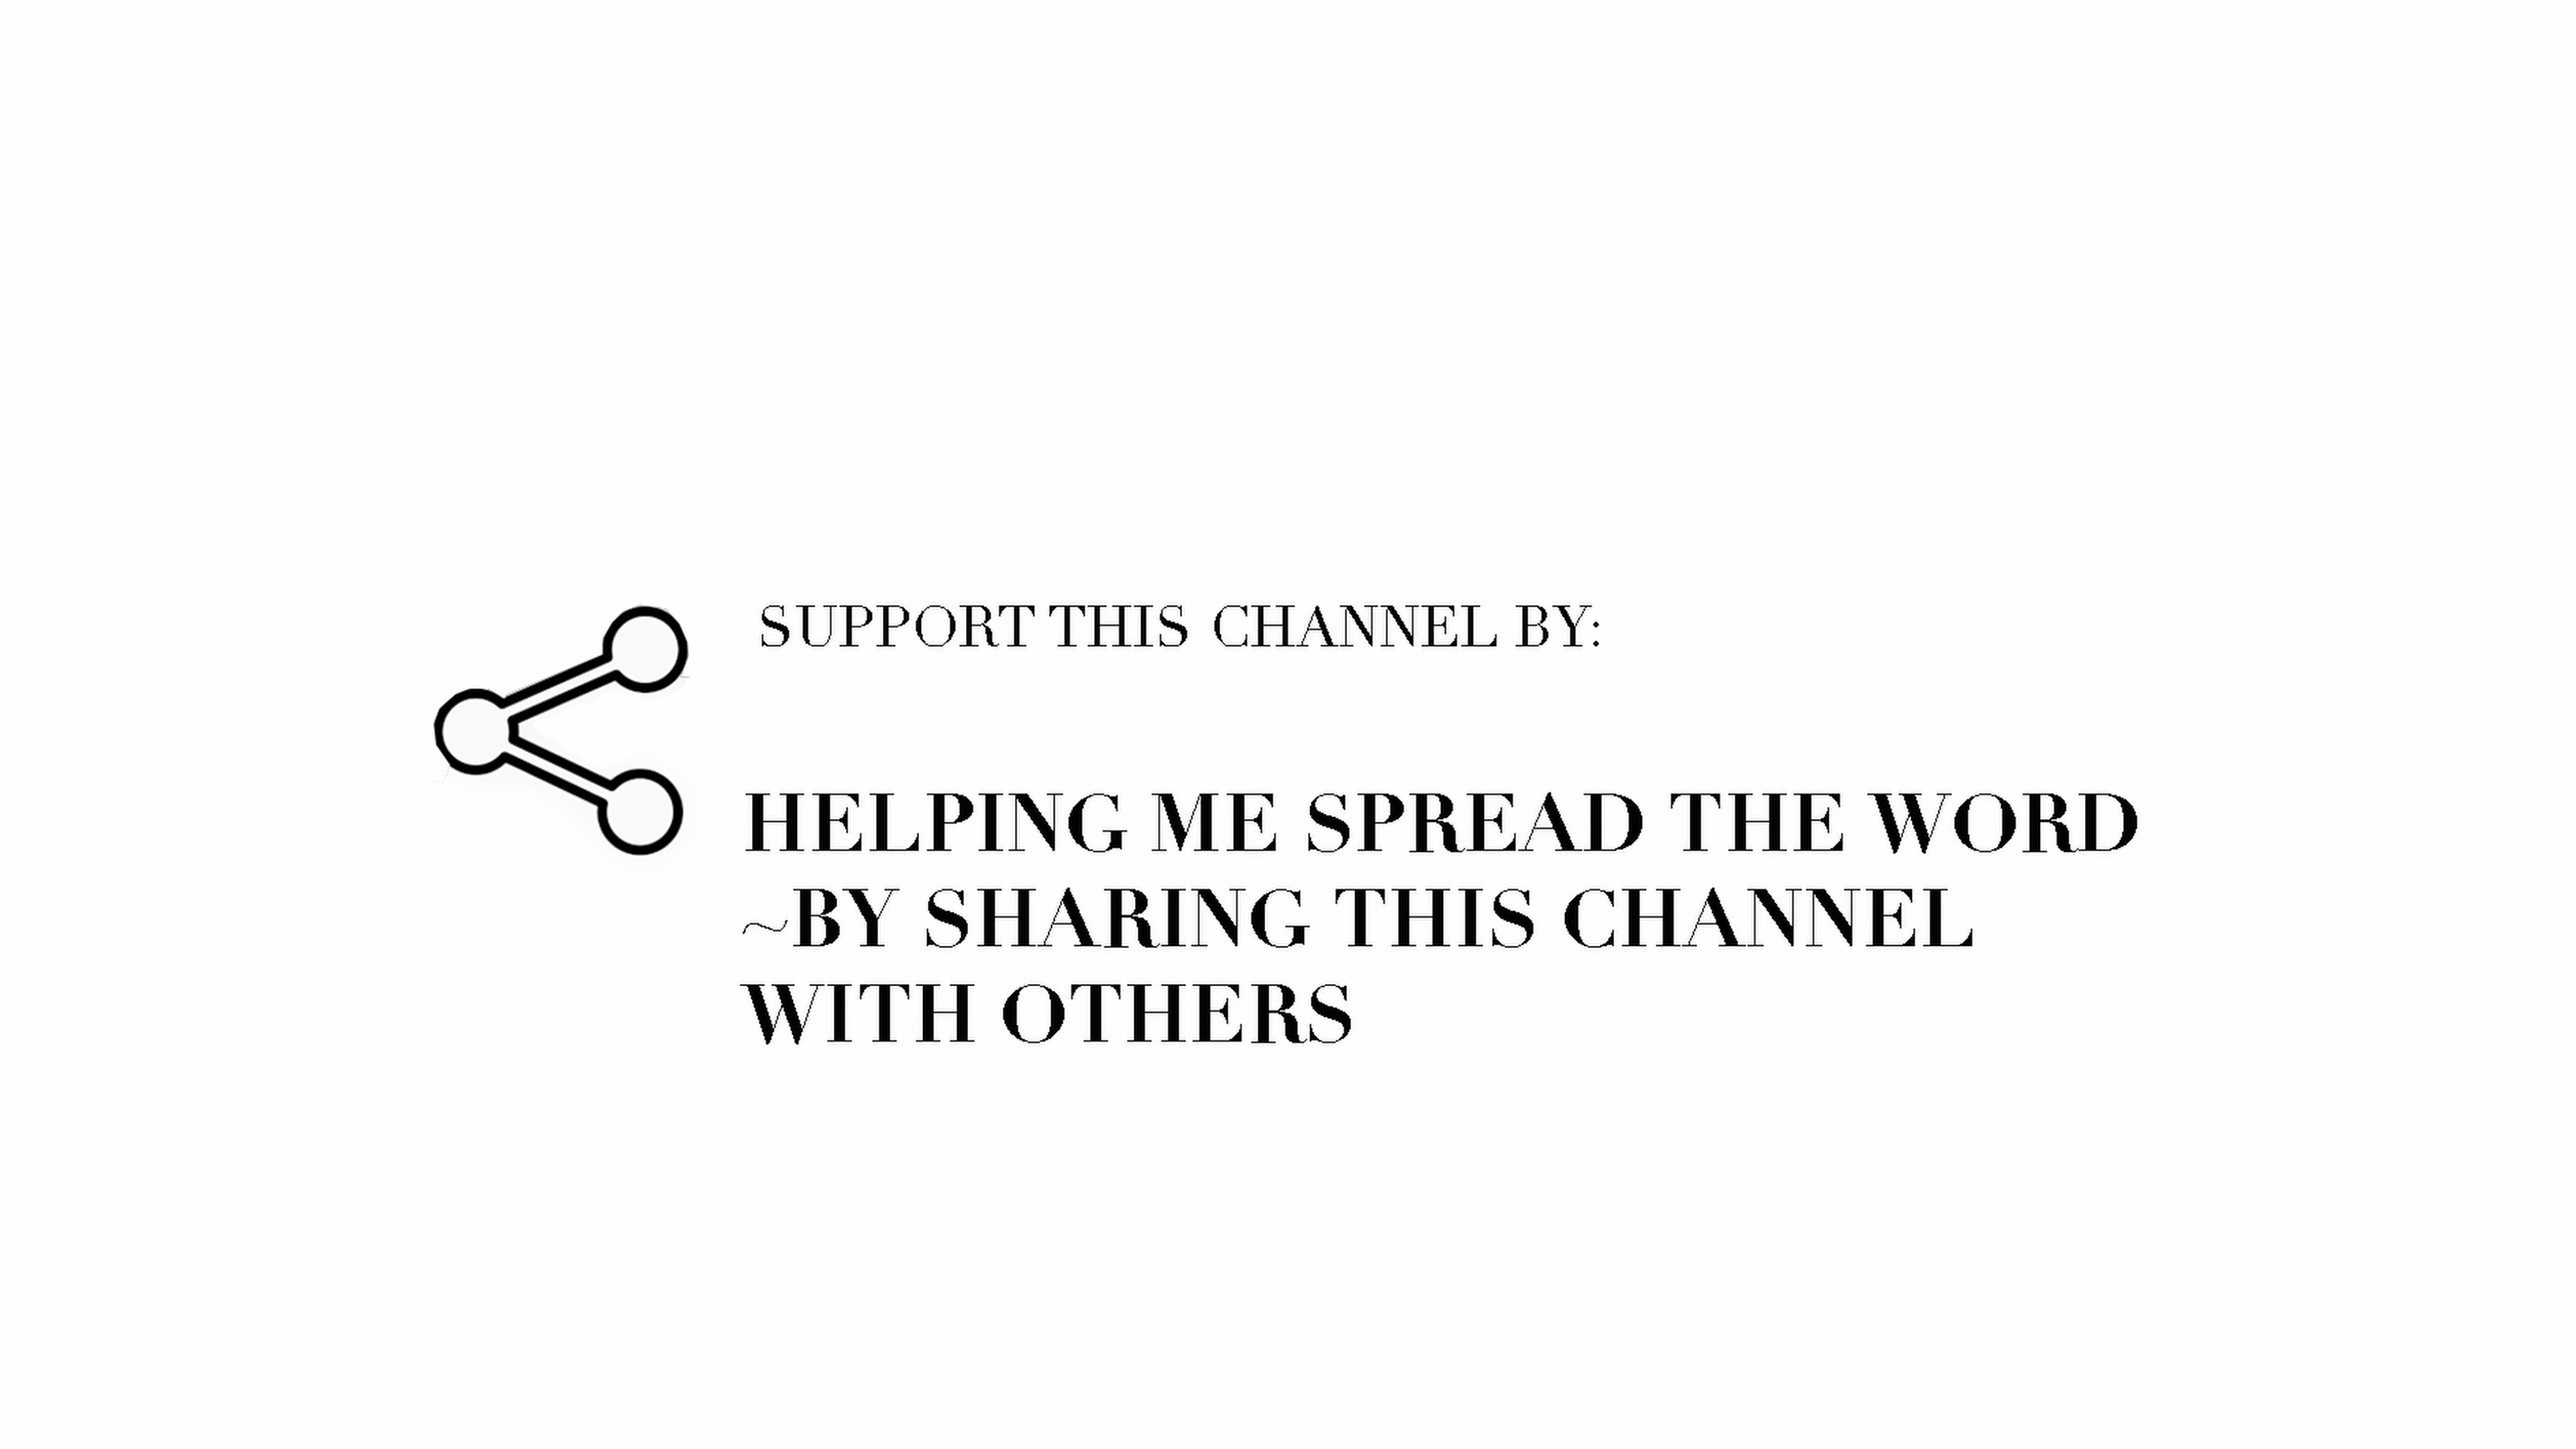 SUPPORT THIS CHANNEL BY:
HELPING ME SPREAD THE WORD
~BY SHARING THIS CHANNEL
WITH OTHERS